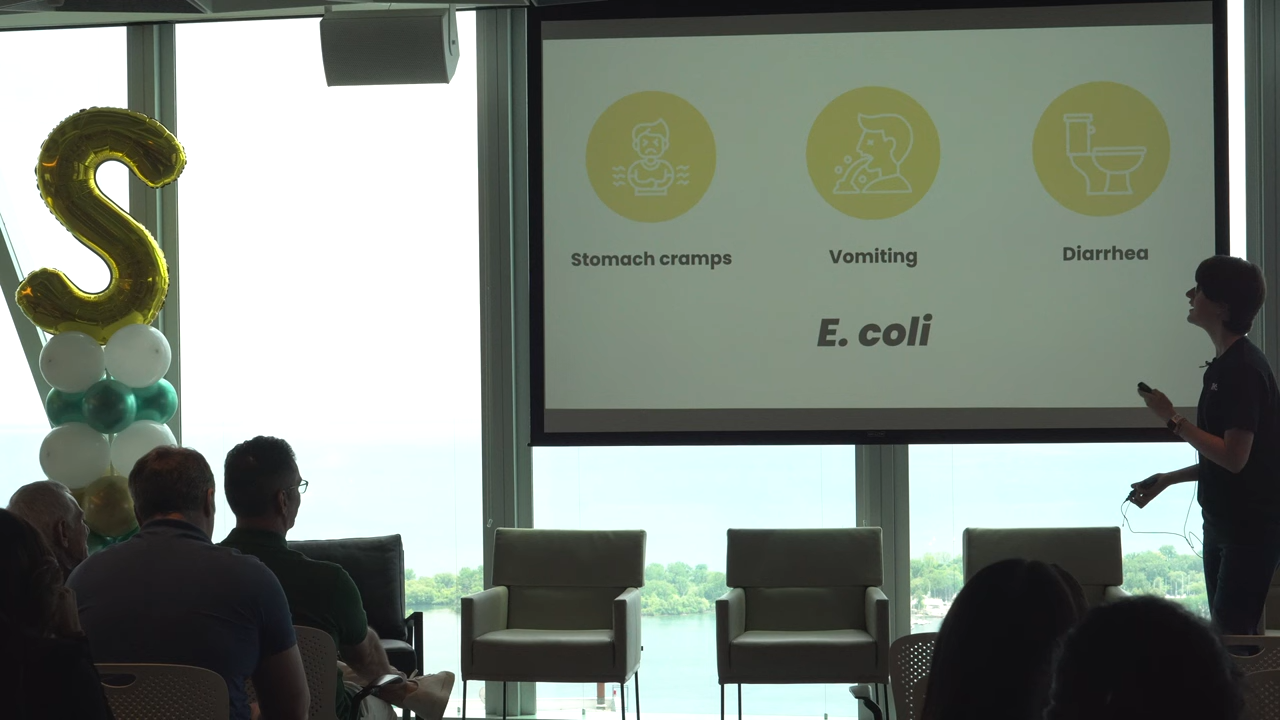 S
Stomach cramps
Vomiting
Diarrhea
E. coli